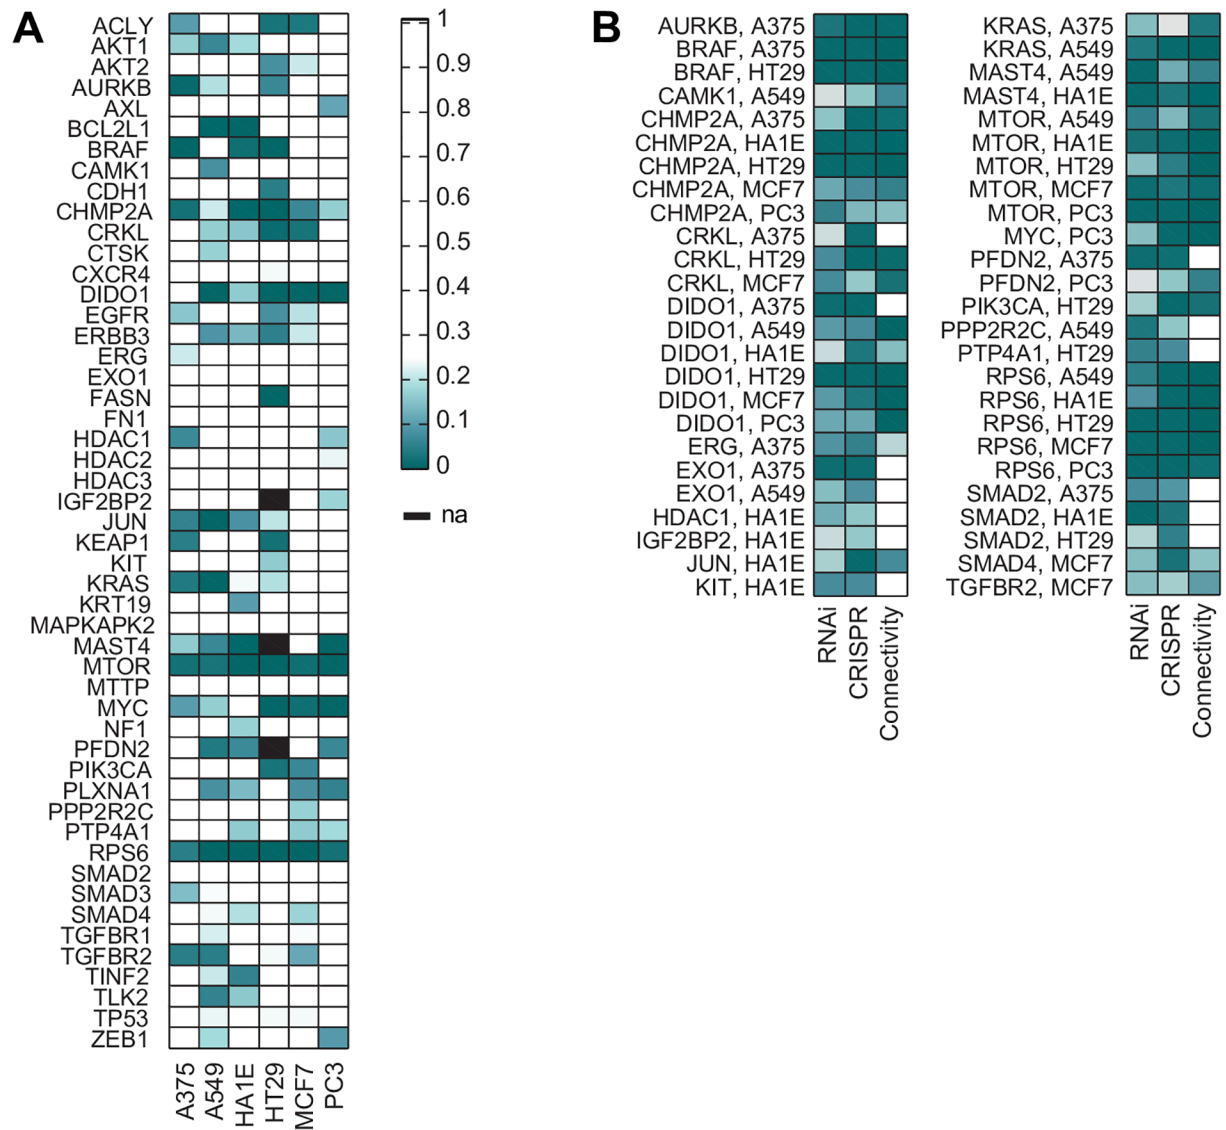 A
ACLY
AKT1
AKT2
AURKB
AXL
BCL2L1
BRAF
CAMK1
CDH1
CHMP2A
CRKL
CTSK
CXCR4
DIDO1
EGFR
ERBB3
ERG
EXO1
FASN
FN1
HDAC1
HDAC2
HDAC3
IGF2BP2
JUN
KEAP1
KIT
KRAS
KRT19
MAPKAPK2
MAST4
MTOR
MTTP
MYC
NF1
PFDN2
PIK3CA
PLXNA1
PPP2R2C
PTP4A1
RPS6
SMAD2
SMAD3
SMAD4
TGFBR1
TGFBR2
TINF2
TLK2
TP53
ZEB1
A375
A549
HA1E
HT29
MCF7
PC3
1
0.9
0.8
0.7
0.6
0.5
0.4
0.3
0.2
0.1
0
na
B
AURKB, A375
BRAF, A375
BRAF, HT29
CAMK1, A549
CHMP2A, A375
CHMP2A, HA1E
CHMP2A, HT29
CHMP2A, MCF7
CHMP2A, PC3
CRKL, A375
CRKL, HT29
CRKL, MCF7
DIDO1, A375
DIDO1, A549
DIDO1, HA1E
DIDO1, HT29
DIDO1, MCF7
DIDO1, PC3
ERG, A375
EXO1, A375
EXO1, A549
HDAC1, HA1E
IGF2BP2, HA1E
JUN, HA1E
KIT, HA1E
RNAi
CRISPR
Connectivity
KRAS, A375
KRAS, A549
MAST4, A549
MAST4, HA1E
MTOR, A549
MTOR, HA1E
MTOR, HT29
MTOR, MCF7
MTOR, PC3
MYC, PC3
PFDN2, A375
PFDN2, PC3
PIK3CA, HT29
PPP2R2C, A549
PTP4A1, HT29
RPS6, A549
RPS6, HA1E
RPS6, HT29
RPS6, MCF7
RPS6, PC3
SMAD2, A375
SMAD2, HA1E
SMAD2, HT29
SMAD4, MCF7
TGFBR2, MCF7
RNAi
CRISPR
Connectivity